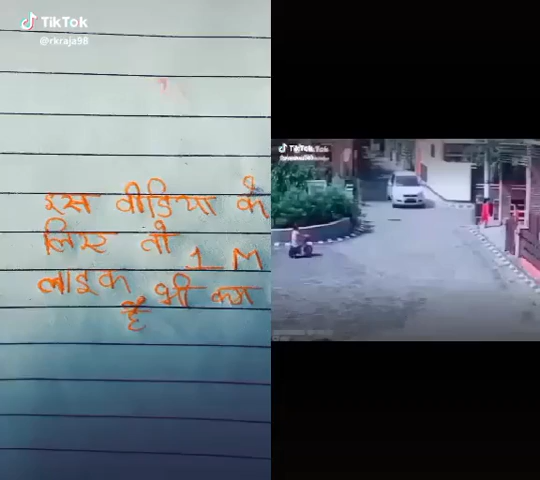 TikTok
@rkraja98
इस वीडिया के
लिए तो 1 M
लाइक भी कम
हैं
TikTok